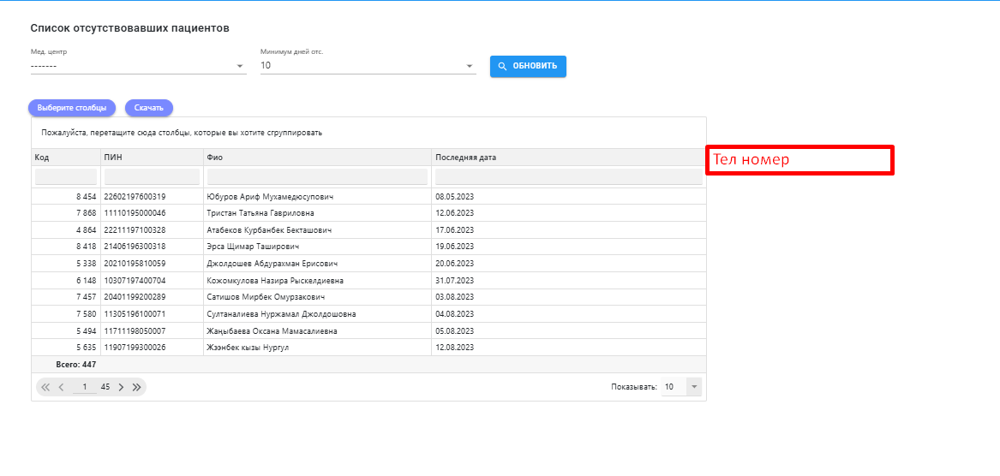 Список отсутствовавших пациентов
Мед. центр Минимум дней отс.
------- 10 ОБНОВИТЬ
Выберите столбцы Скачать
Пожалуйста, перетащите сюда столбцы, которые вы хотите сгруппировать
Код ПИН Фио Последняя дата Тел номер
8 454 22602197600319 Юбуров Ариф Мухамедюсупович 08.05.2023
7 868 11110195000046 Тристан Татьяна Гавриловна 12.06.2023
4 864 22211197100328 Атабеков Курбанбек Бекташович 17.06.2023
8 418 21406196300318 Эрса Щимар Таширович 19.06.2023
5 338 20210195810059 Джолдошев Абдурахман Ерисович 20.06.2023
6 148 10307197400704 Кожомкулова Назира Рыскелдиевна 31.07.2023
7 457 20401199200289 Сатишов Мирбек Омурзакович 03.08.2023
7 580 11305196100071 Султаналиева Нуржамал Джолдошовна 04.08.2023
5 494 11711198050007 Жаңыбаева Оксана Мамасалиевна 05.08.2023
5 635 11907199300026 Жээнбек кызы Нургул 12.08.2023
Всего: 447
1 45 Показывать: 10